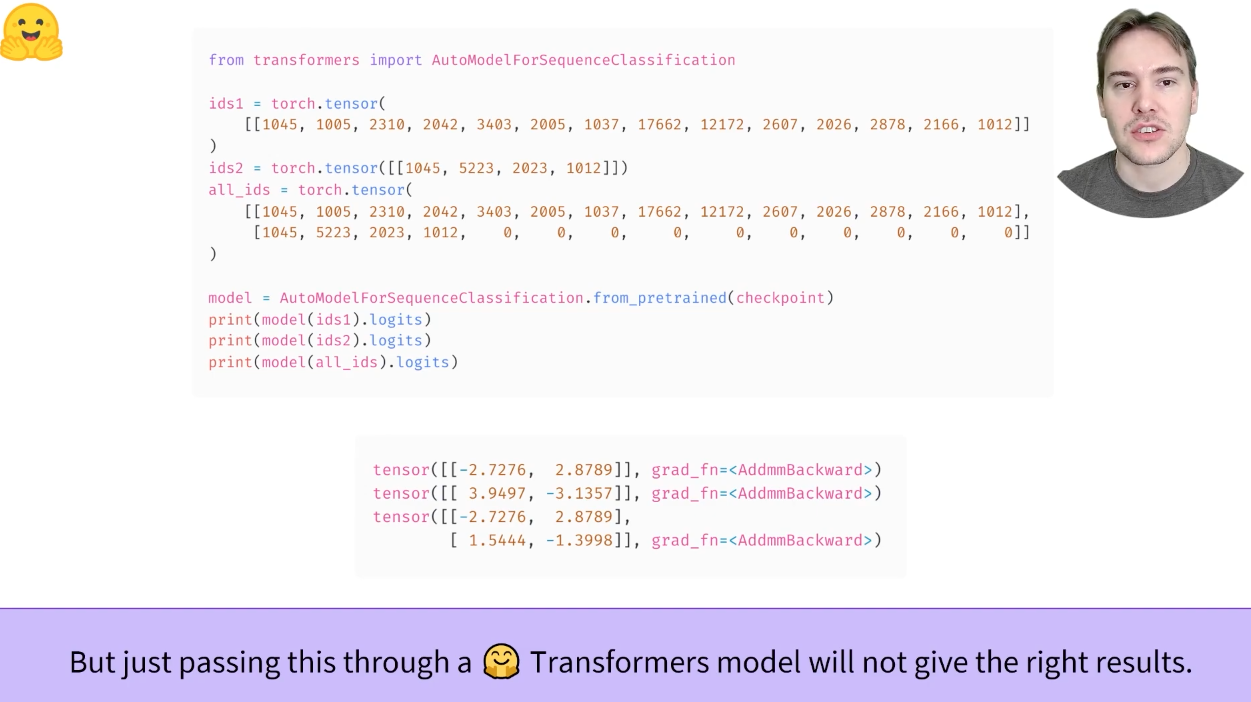 from transformers import AutoModelForSequenceClassification
ids1 = torch.tensor(
[[1045, 1005, 2310, 2042, 3403, 2005, 1037, 17662, 12172, 2607, 2026, 2878, 2166, 1012]]
)
ids2 = torch.tensor([[1045, 5223, 2023, 1012]])
all_ids = torch.tensor(
[[1045, 1005, 2310, 2042, 3403, 2005, 1037, 17662, 12172, 2607, 2026, 2878, 2166, 1012],
[1045, 5223, 2023, 1012, 0, 0, 0, 0, 0, 0, 0, 0, 0, 0]]
)
model = AutoModelForSequenceClassification.from_pretrained(checkpoint)
print(model(ids1).logits)
print(model(ids2).logits)
print(model(all_ids).logits)
tensor([[-2.7276, 2.8789]], grad_fn=<AddmmBackward>)
tensor([[ 3.9497, -3.1357]], grad_fn=<AddmmBackward>)
tensor([[-2.7276, 2.8789],
[ 1.5444, -1.3998]], grad_fn=<AddmmBackward>)
But just passing this through a 🤗 Transformers model will not give the right results.